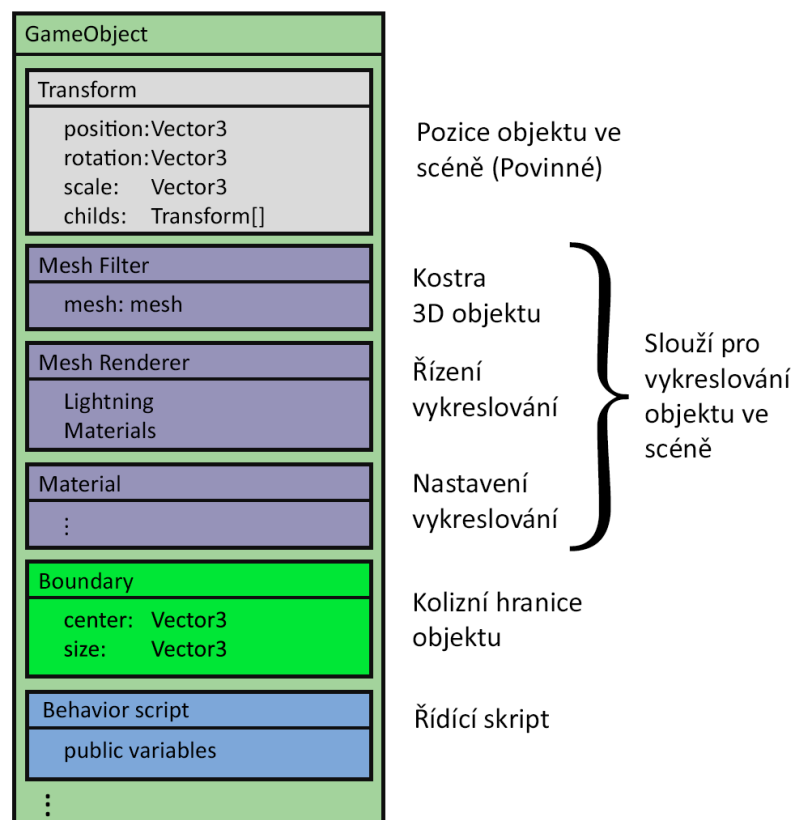 GameObject
Transform
position: Vector3
rotation: Vector3
scale: Vector3
childs: Transform[]
Pozice objektu ve
scéně (Povinné)
Mesh Filter
mesh: mesh
Kostra
3D objektu
Mesh Renderer
Lightning
Materials
Řízení
vykreslování
Material
⋮
Nastavení
vykreslování
Slouží pro
vykreslování
objektu ve
scéně
Boundary
center: Vector3
size: Vector3
Kolizní hranice
objektu
Behavior script
public variables
Řídící skript
⋮